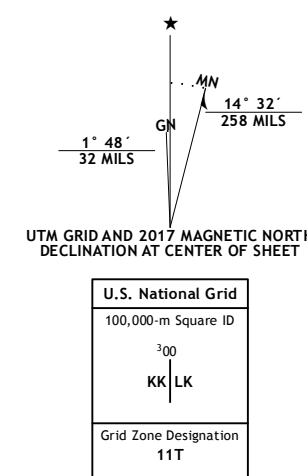 ★
MN
GN
14° 32´
258 MILS
1° 48´
32 MILS
UTM GRID AND 2017 MAGNETIC NORTH
DECLINATION AT CENTER OF SHEET
U.S. National Grid
100,000-m Square ID
³00
KK LK
Grid Zone Designation
11T